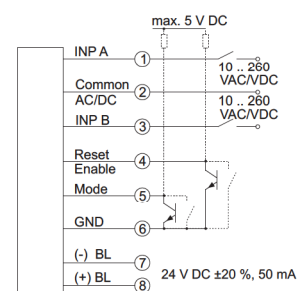 max. 5 V DC
INP A
1
10 .. 260
VAC/VDC
Common
AC/DC
2
10 .. 260
VAC/VDC
INP B
3
Reset
Enable
4
Mode
5
GND
6
(-) BL
7
(+) BL
8
24 V DC ±20 %, 50 mA